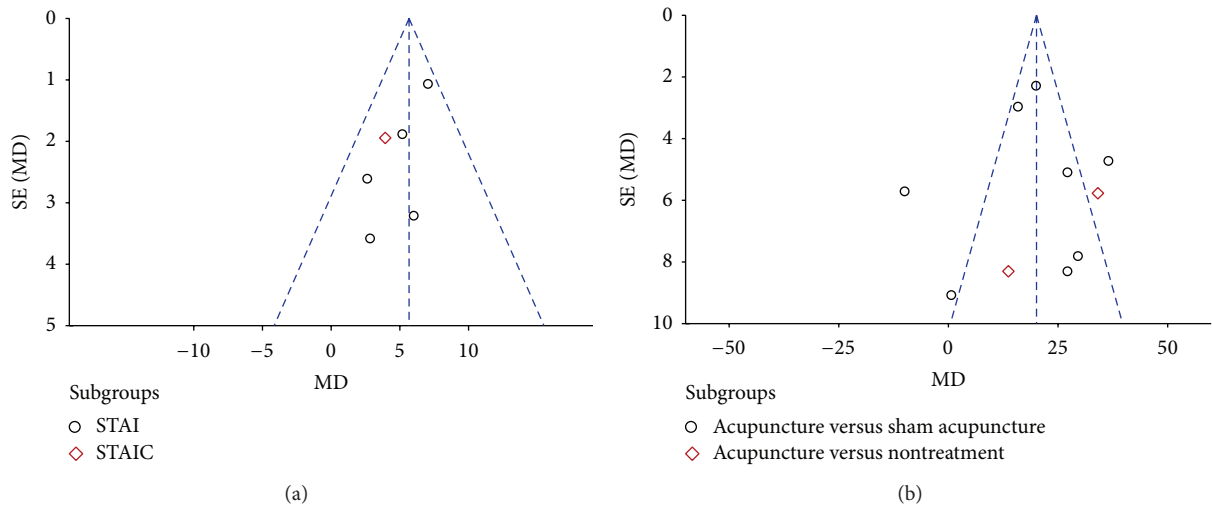 0
1
2
3
4
5
SE (MD)
−10
−5
0
5
10
MD
Subgroups
STAI
STAIC
(a)
0
2
4
6
8
10
SE (MD)
−50
−25
0
25
50
MD
Subgroups
Acupuncture versus sham acupuncture
Acupuncture versus nontreatment
(b)